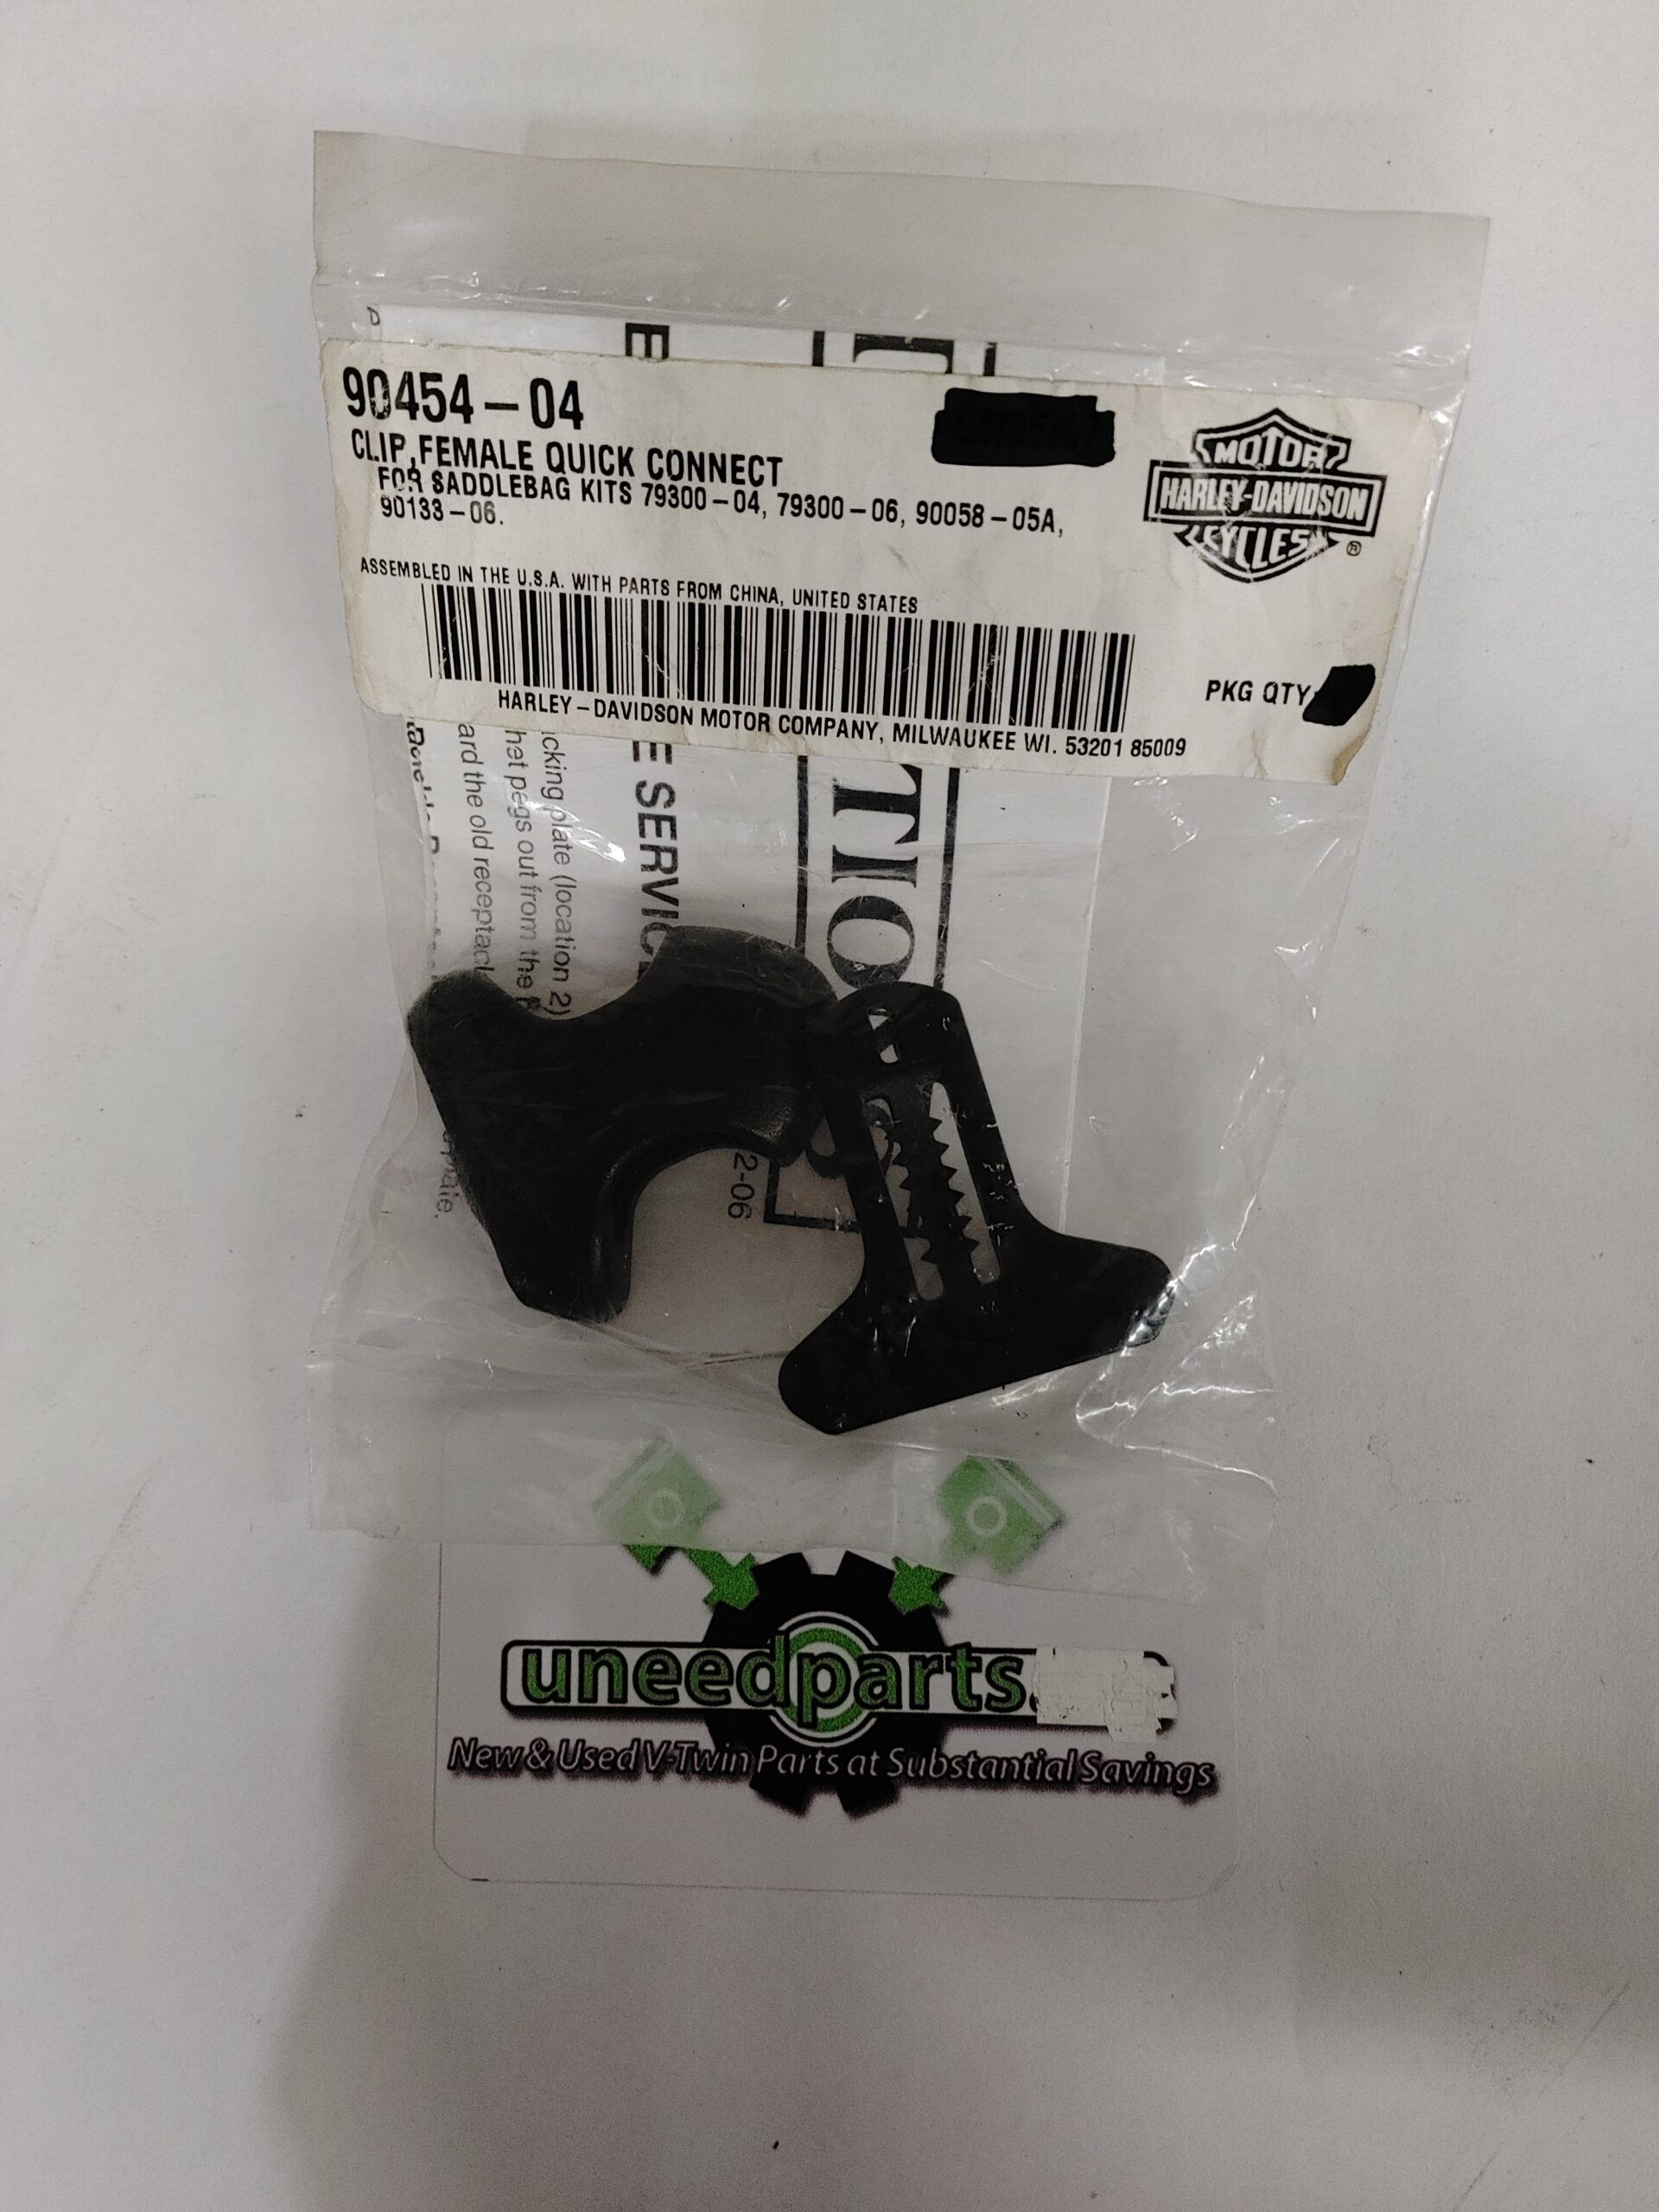 D
90454-04
CLIP,FEMALE QUICK CONNECT
FOR SADDLEBAG KITS 79300-04, 79300-06, 90058-05A,
90133-06.
MOTOR
HARLEY-DAVIDSON
CYCLES
®
ASSEMBLED IN THE U.S.A. WITH PARTS FROM CHINA, UNITED STATES
PKG QTY
HARLEY-DAVIDSON MOTOR COMPANY, MILWAUKEE WI. 53201 85009
TIO
E SERVIC
icking plate (location 2)
het pegs out from the
ard the old receptacl
2-06
uneedparts.
New & Used V-Twin Parts at Substantial Savings